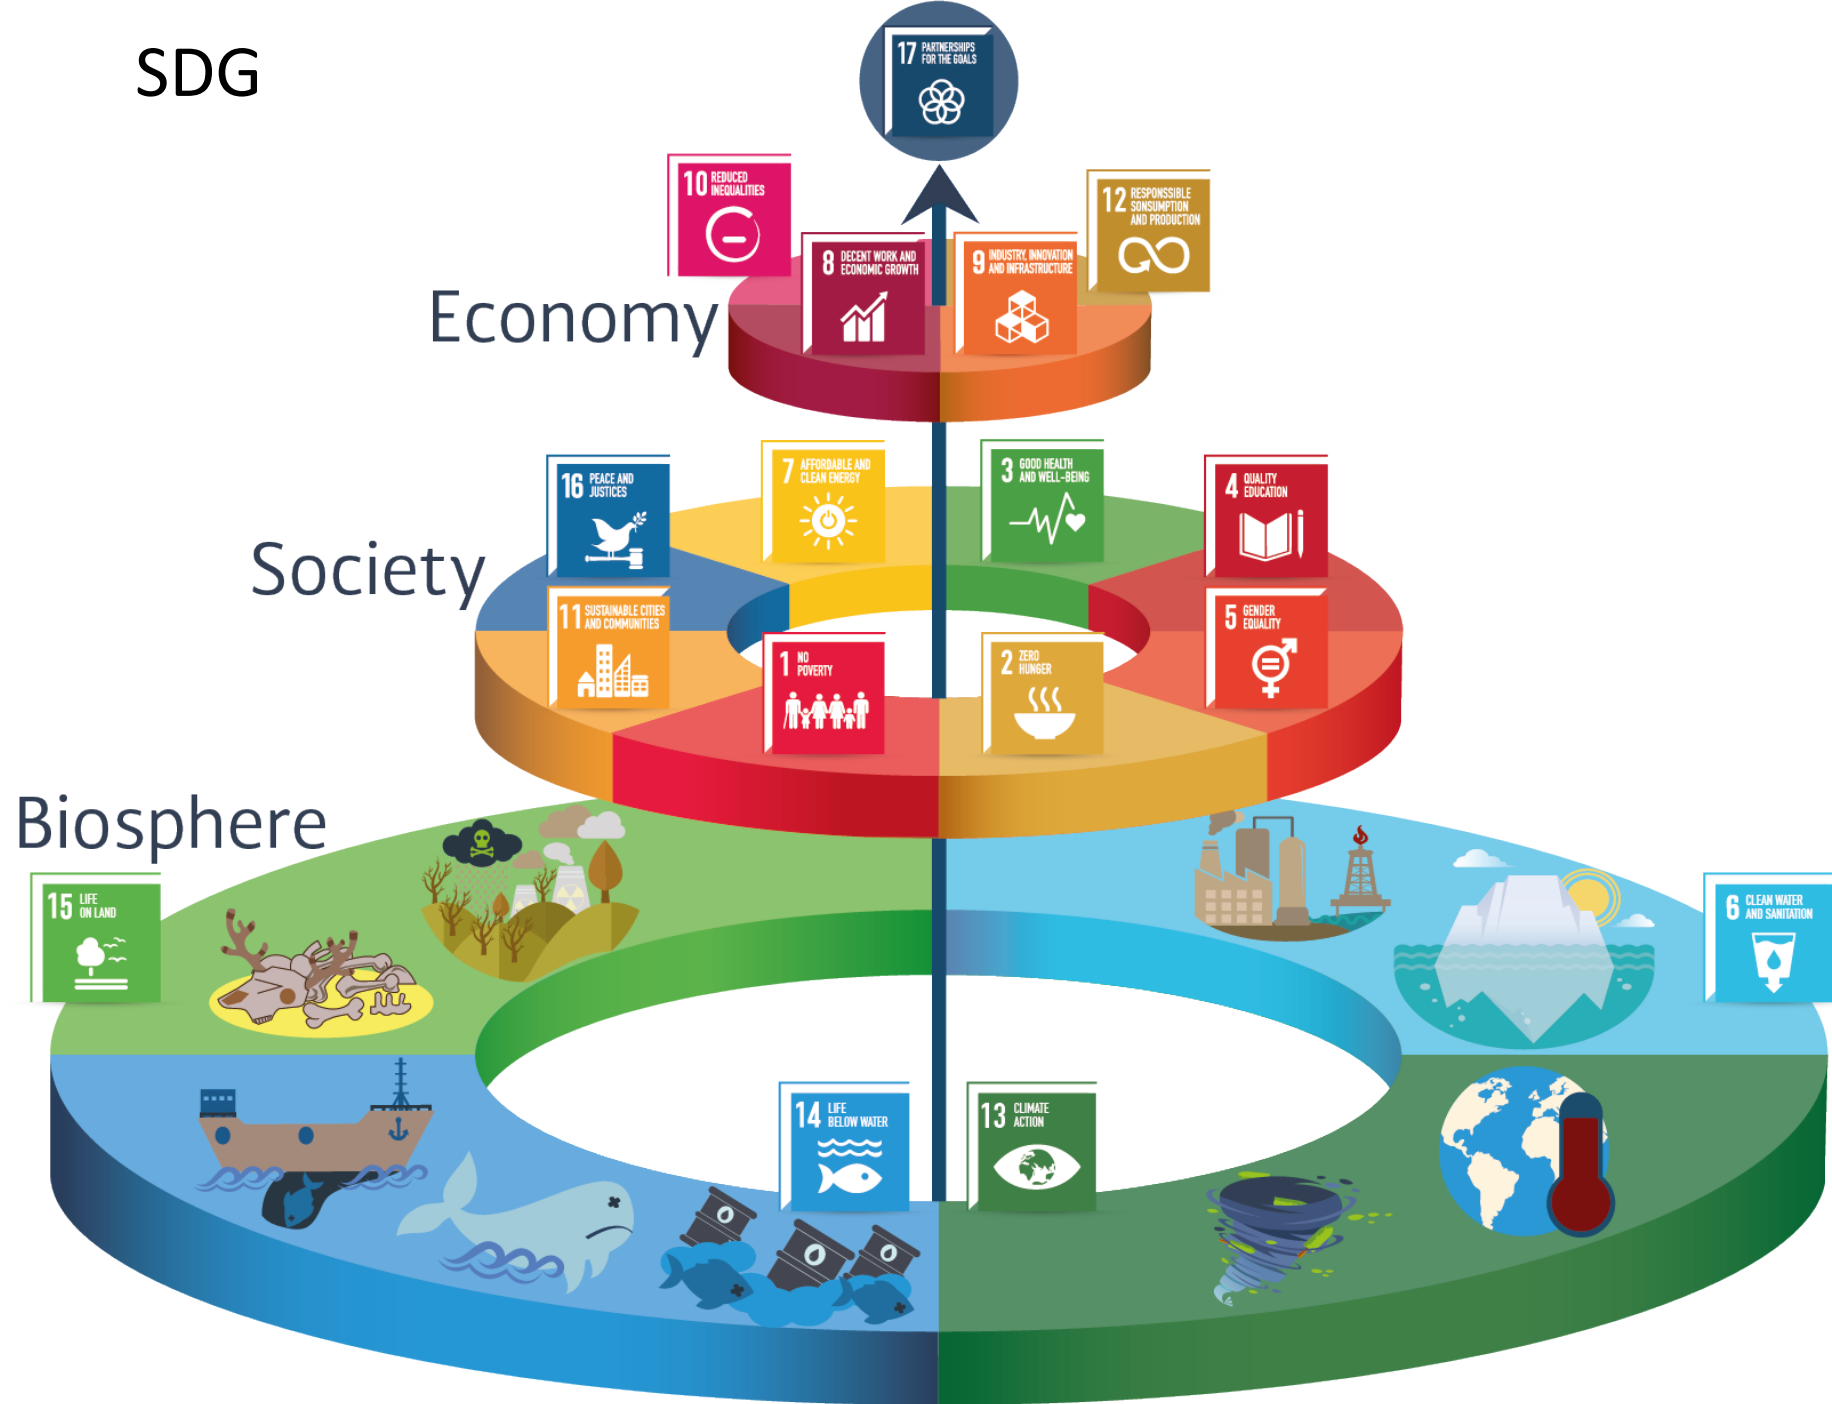 SDG
17 PARTNERSHIPS
FOR THE GOALS
10 REDUCED
INEQUALITIES
12 RESPONSSIBLE
SONSUMPTION
AND PRODUCTION
8 DECENT WORK AND
ECONOMIC GROWTH
9 INDUSTRY, INNOVATION
AND INFRASTRUCTURE
Economy
16 PEACE AND
JUSTICES
7 AFFORDABLE AND
CLEAN ENERGY
3 GOOD HEALTH
AND WELL-BEING
4 QUALITY
EDUCATION
Society
11 SUSTAINABLE CITIES
AND COMMUNITIES
1 NO
POVERTY
2 ZERO
HUNGER
5 GENDER
EQUALITY
Biosphere
15 LIFE
ON LAND
6 CLEAN WATER
AND SANITATION
14 LIFE
BELOW WATER
13 CLIMATE
ACTION